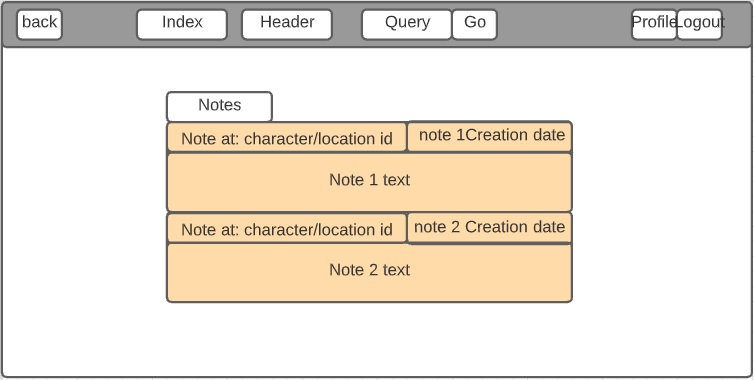 back Index Header Query Go Profile Logout
Notes
Note at: character/location id note 1Creation date
Note 1 text
Note at: character/location id note 2 Creation date
Note 2 text